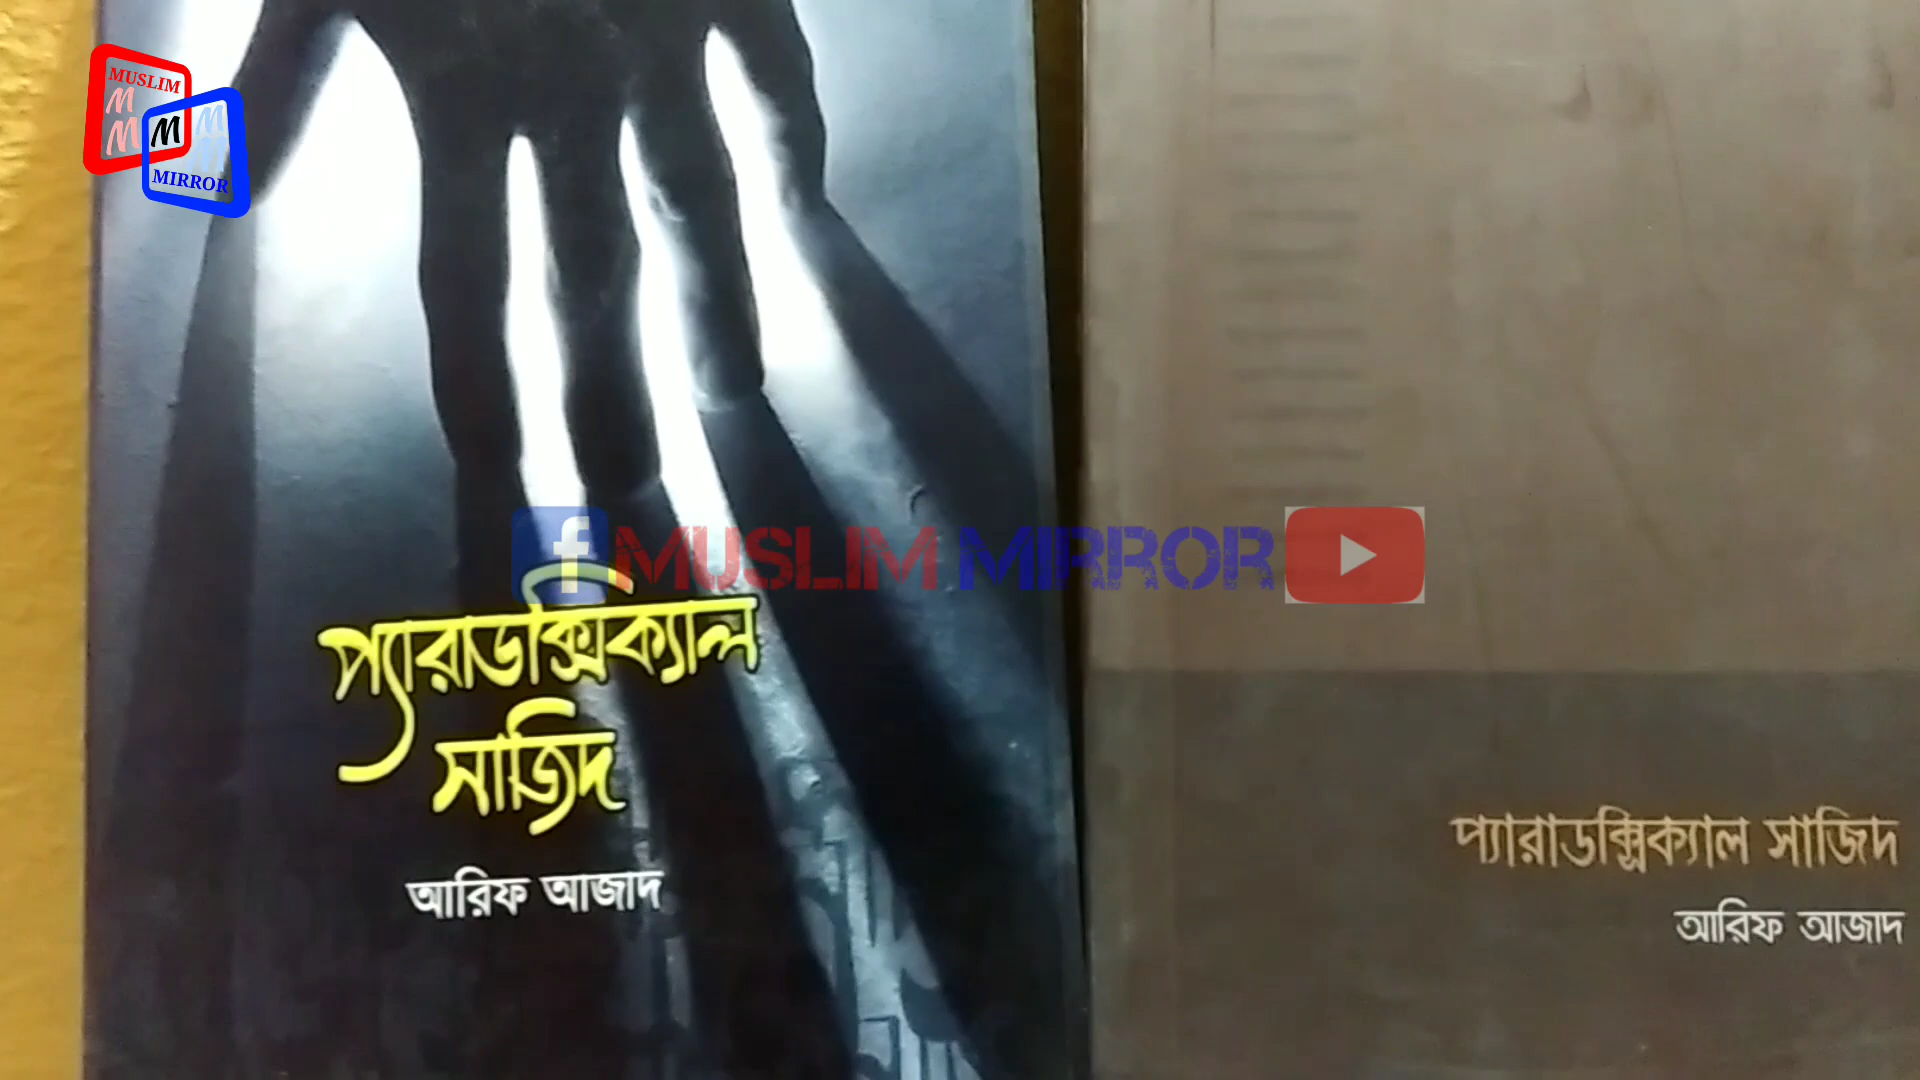 MUSLIM
M
M M M
M
MIRROR
f MUSLIM MIRROR
প্যারাডক্সিক্যাল
সাজিদ
আরিফ আজাদ
প্যারাডক্সিক্যাল সাজিদ
আরিফ আজাদ